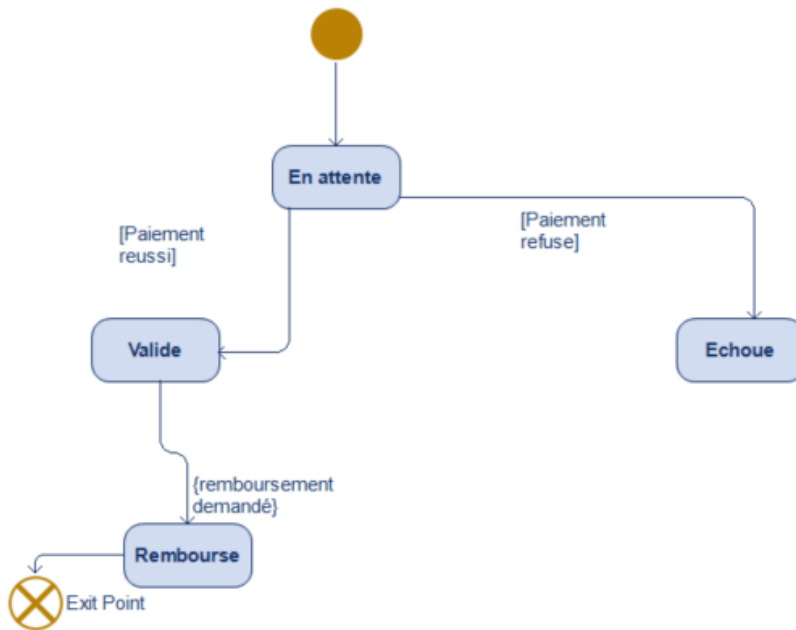 En attente
[Paiement
reussi]
[Paiement
refuse]
Valide
Echoue
{remboursement
demandé}
Rembourse
Exit Point